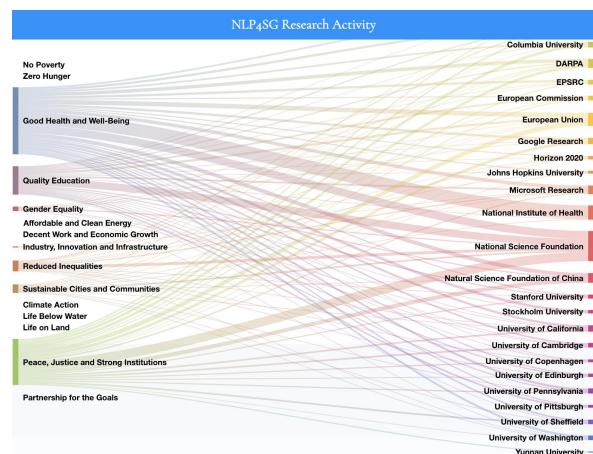 NLP4SG Research Activity
No Poverty
Zero Hunger
Good Health and Well-Being
Quality Education
Gender Equality
Affordable and Clean Energy
Decent Work and Economic Growth
Industry, Innovation and Infrastructure
Reduced Inequalities
Sustainable Cities and Communities
Climate Action
Life Below Water
Life on Land
Peace, Justice and Strong Institutions
Partnership for the Goals
Columbia University
DARPA
EPSRC
European Commission
European Union
Google Research
Horizon 2020
Johns Hopkins University
Microsoft Research
National Institute of Health
National Science Foundation
Natural Science Foundation of China
Stanford University
Stockholm University
University of California
University of Cambridge
University of Copenhagen
University of Edinburgh
University of Pennsylvania
University of Pittsburgh
University of Sheffield
University of Washington
Yunnan University